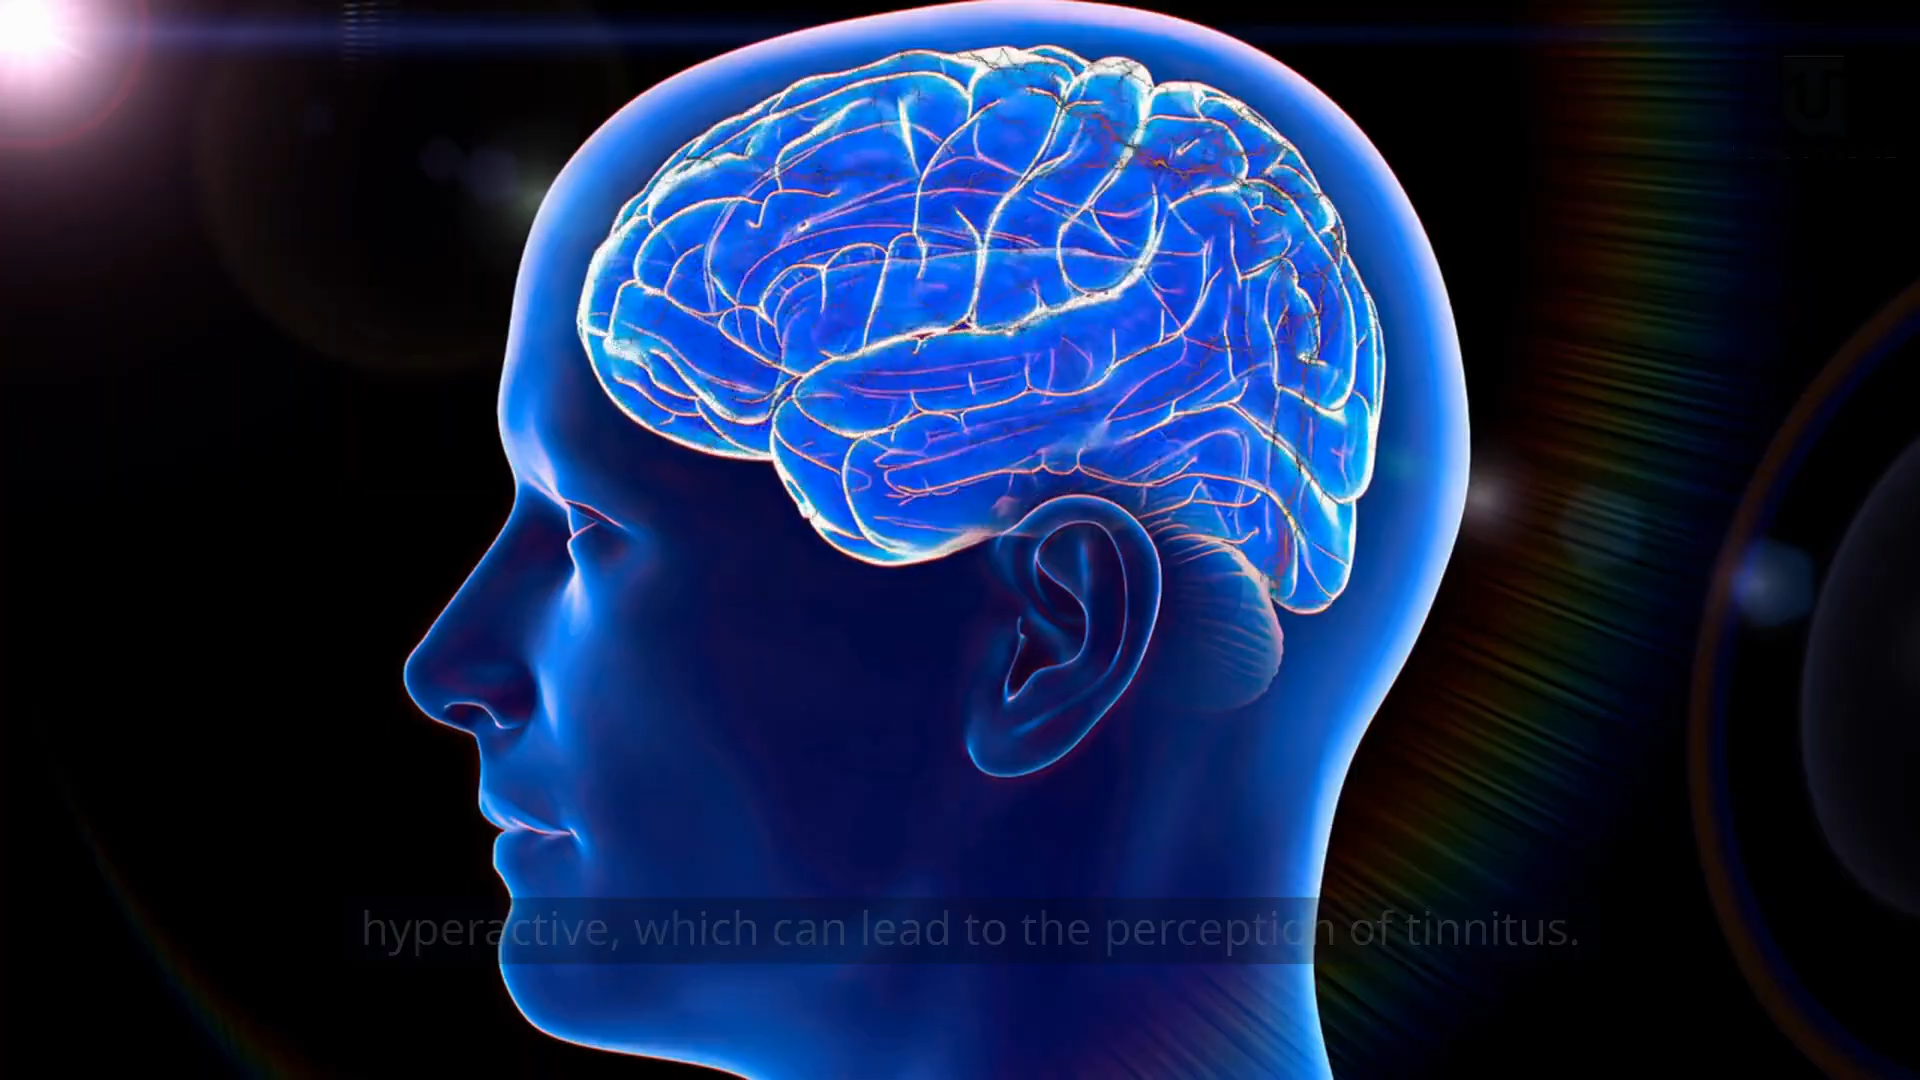 hyperactive, which can lead to the perception of tinnitus.